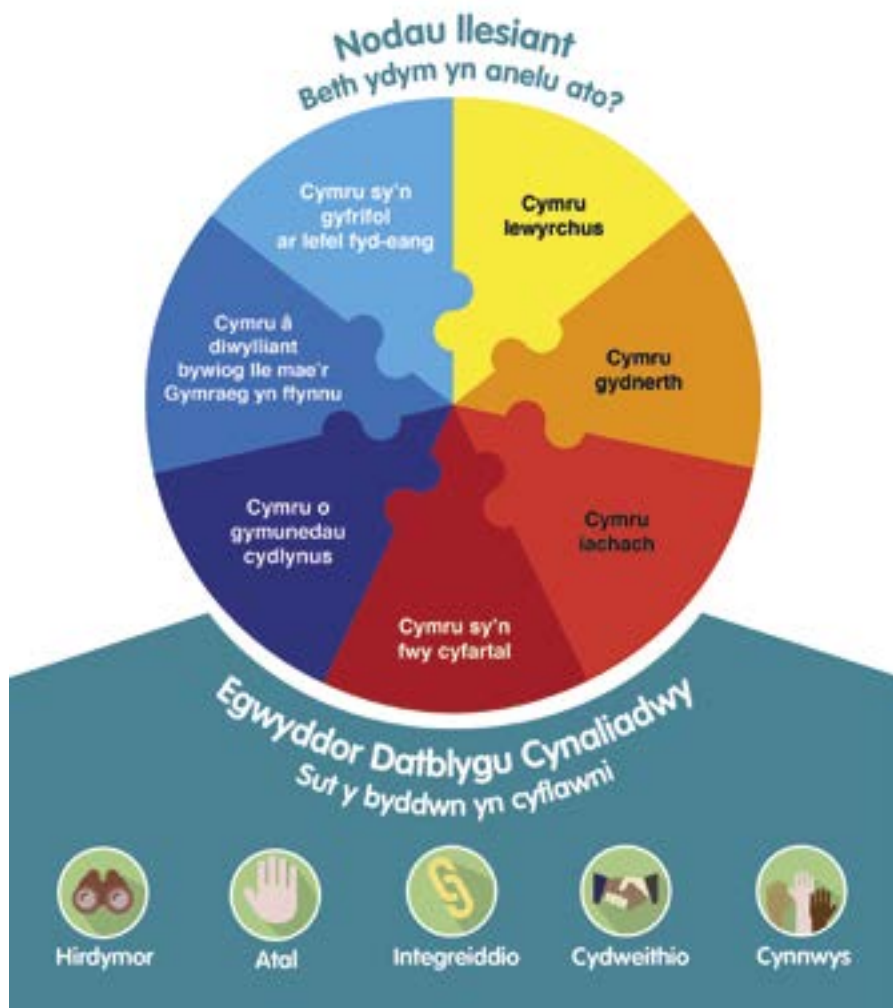 Nodau llesiant
Beth ydym yn anelu ato?
Cymru sy'n
gyfrifol
ar lefel fyd-eang
Cymru
lewyrchus
Cymru â
diwylliant
bywiog lle mae'r
Gymraeg yn ffynnu
Cymru
gydnerth
Cymru o
gymunedau
cydlynus
Cymru
iachach
Cymru sy'n
fwy cyfartal
Egwyddor Datblygu Cynaliadwy
Sut y byddwn yn cyflawni
Hirdymor
Atal
Integreiddio
Cydweithio
Cynnwys